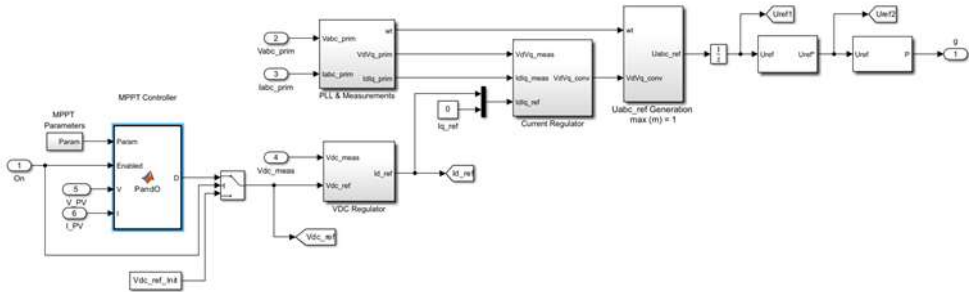 2
Vabc_prim
3
Iabc_prim
Vabc_prim
Iabc_prim
wt
VdVq_prim
IdIq_prim
PLL & Measurements
VdVq_meas
IdIq_meas
IdIq_ref
VdVq_conv
Current Regulator
0
Iq_ref
wt
VdVq_conv
Uabc_ref
Uabc_ref Generation
max (m) = 1
1
z
Uref1
Uref
Uref*
Uref2
Uref
P
g
1
MPPT Controller
MPPT
Parameters
Param
1
On
5
V_PV
6
I_PV
Param
Enabled
V
I
PandO
D
4
Vdc_meas
Vdc_meas
Vdc_ref
Id_ref
VDC Regulator
Id_ref
Vdc_ref
Vdc_ref_Init